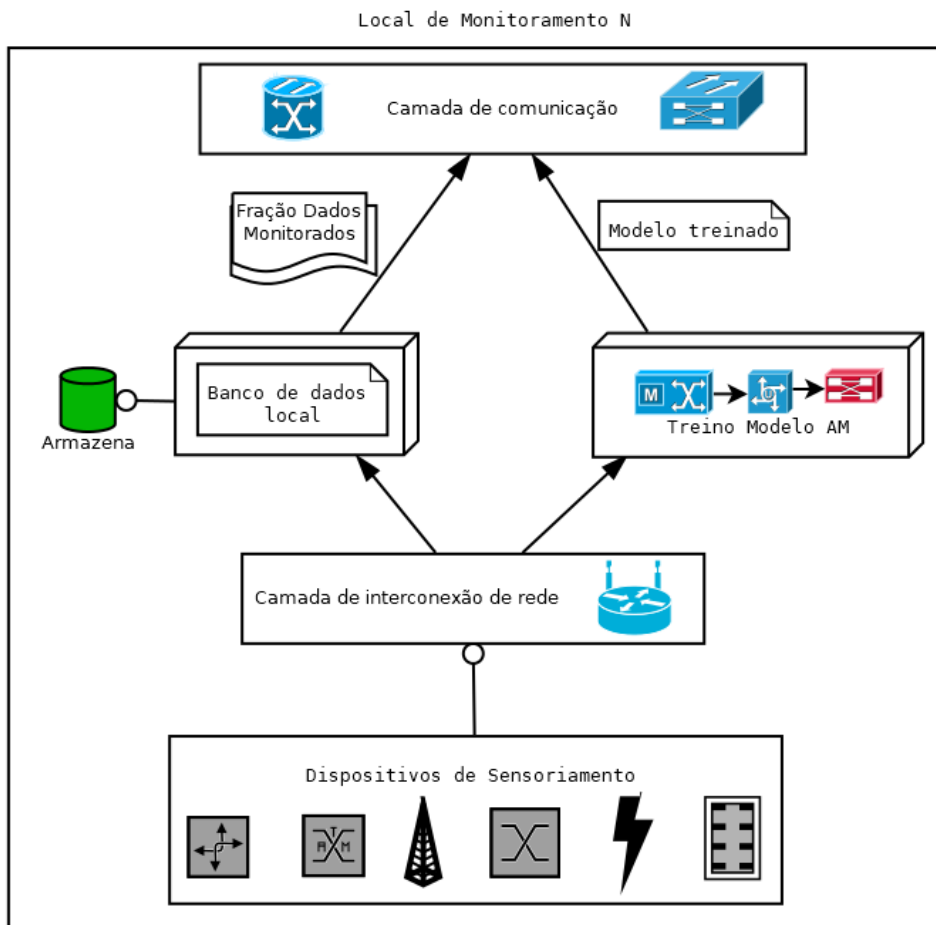 Local de Monitoramento N
Camada de comunicação
Fração Dados
Monitorados
Modelo treinado
Banco de dados
local
Armazena
M
U
Treino Modelo AM
Camada de interconexão de rede
Dispositivos de Sensoriamento
T
A M